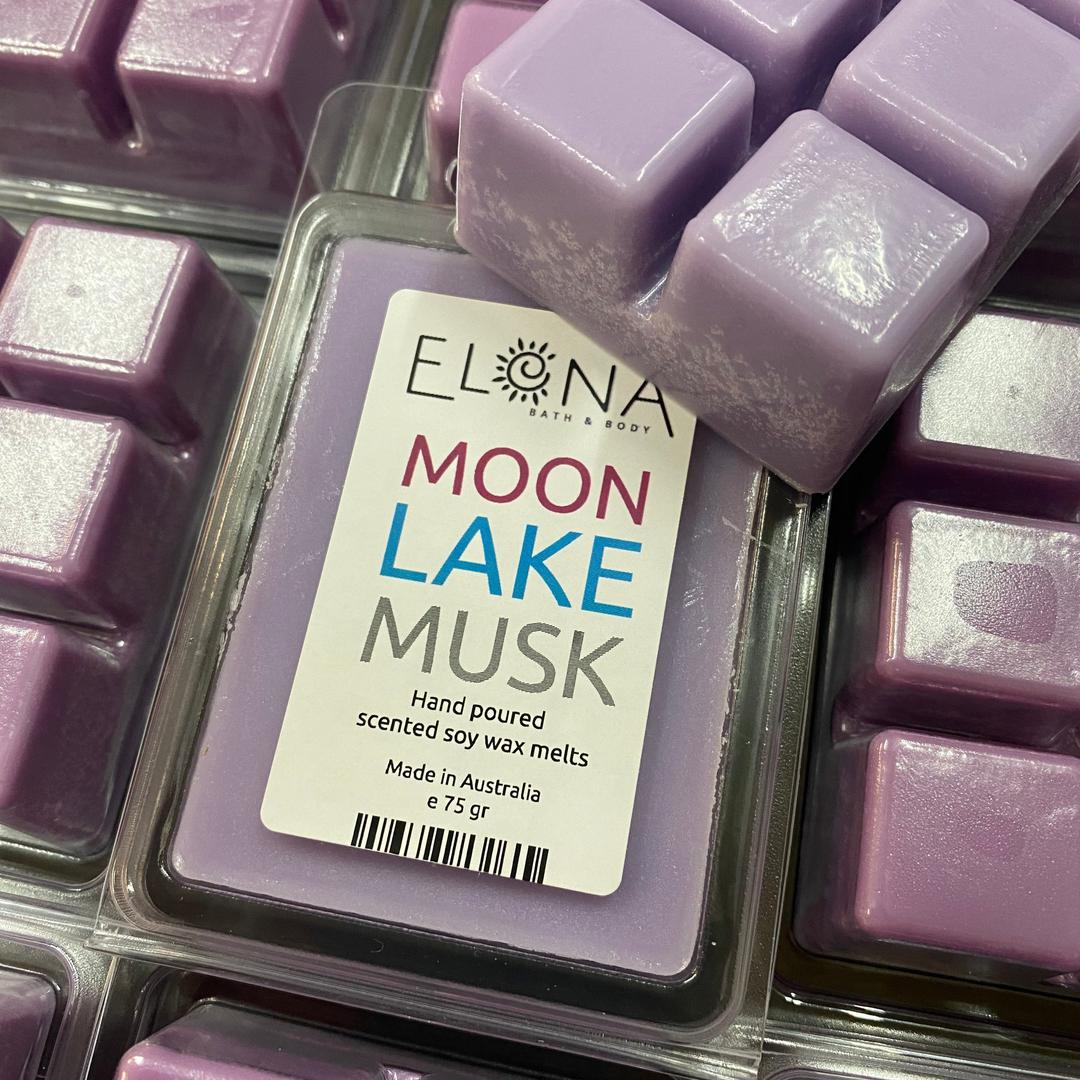 ELONA
BATH & BODY
MOON
LAKE
MUSK
Hand poured
scented soy wax melts
Made in Australia
e 75 gr